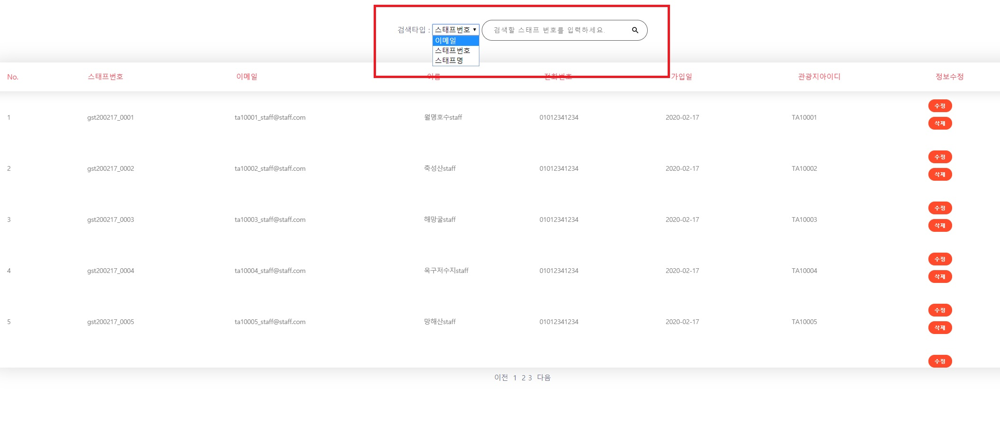 검색타입 : 스태프번호 검색할 스태프 번호를 입력하세요.
이메일
스태프번호
스태프명
No. 스태프번호 이메일 이름 전화번호 가입일 관광지아이디 정보수정
수정
1 gst200217_0001 ta10001_staff@staff.com 월명호수staff 01012341234 2020-02-17 TA10001
삭제
수정
2 gst200217_0002 ta10002_staff@staff.com 축성산staff 01012341234 2020-02-17 TA10002
삭제
수정
3 gst200217_0003 ta10003_staff@staff.com 해망굴staff 01012341234 2020-02-17 TA10003
삭제
수정
4 gst200217_0004 ta10004_staff@staff.com 옥구저수지staff 01012341234 2020-02-17 TA10004
삭제
수정
5 gst200217_0005 ta10005_staff@staff.com 망해산staff 01012341234 2020-02-17 TA10005
삭제
수정
이전 1 2 3 다음